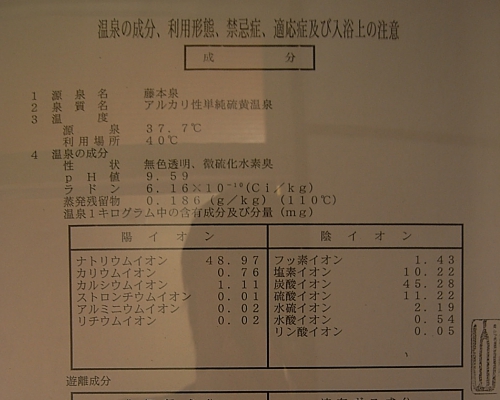 温泉の成分、利用形態、禁忌症、適応症及び入浴上の注意
成　分
1 源泉名 藤本泉
2 泉質名 アルカリ性単純硫黄温泉
3 温度
源泉 37.7℃
利用場所 40℃
4 温泉の成分
性状 無色透明、微硫化水素臭
pH値 9.59
ラドン 6.16×10⁻¹⁰(Ci/kg)
蒸発残留物 0.186(g/kg)(110℃)
温泉1キログラム中の含有成分及び分量(mg)
陽イオン 陰イオン
ナトリウムイオン 48.97 フッ素イオン 1.43
カリウムイオン 0.76 塩素イオン 10.22
カルシウムイオン 1.11 炭酸イオン 45.28
ストロンチウムイオン 0.01 硫酸イオン 11.22
アルミニウムイオン 0.02 水硫イオン 2.19
リチウムイオン 0.02 水酸イオン 0.54
リン酸イオン 0.05
遊離成分